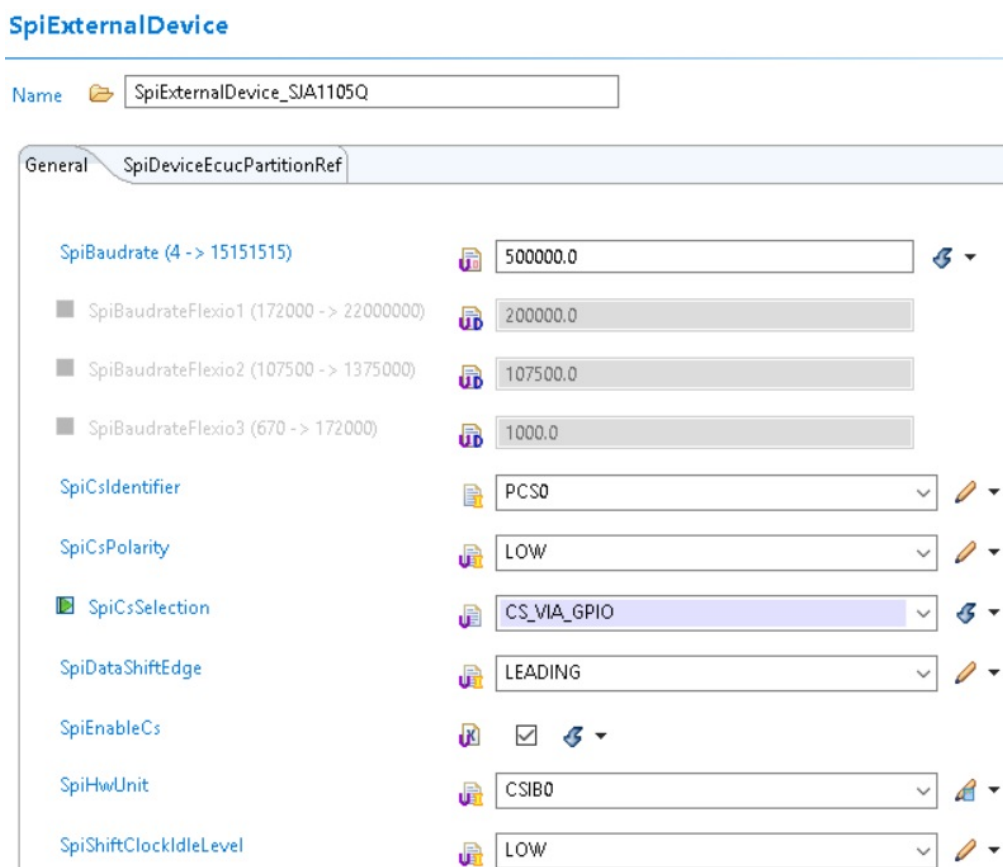 SpiExternalDevice
Name SpiExternalDevice_SJA1105Q
General SpiDeviceEcucPartitionRef
SpiBaudrate (4 -> 15151515) 500000.0
SpiBaudrateFlexio1 (172000 -> 22000000) 200000.0
SpiBaudrateFlexio2 (107500 -> 1375000) 107500.0
SpiBaudrateFlexio3 (670 -> 172000) 1000.0
SpiCsIdentifier PCS0
SpiCsPolarity LOW
SpiCsSelection CS_VIA_GPIO
SpiDataShiftEdge LEADING
SpiEnableCs
SpiHwUnit CSIB0
SpiShiftClockIdleLevel LOW